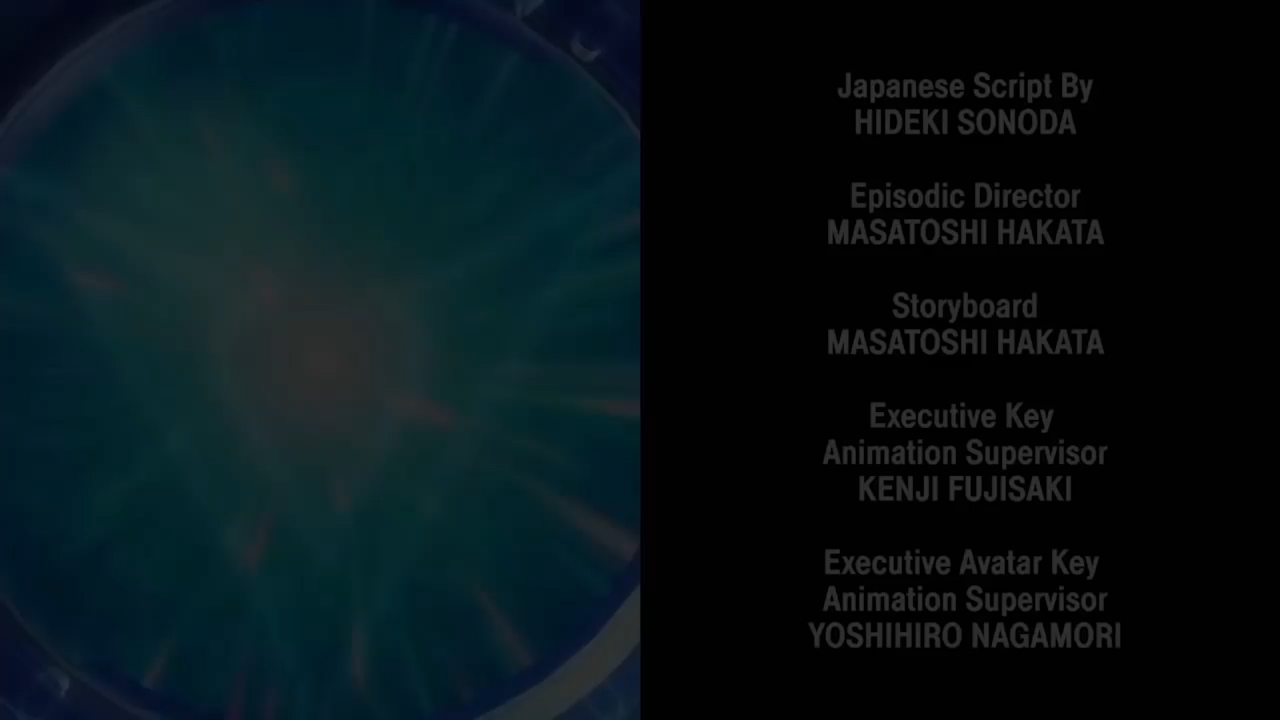 Japanese Script By
HIDEKI SONODA
Episodic Director
MASATOSHI HAKATA
Storyboard
MASATOSHI HAKATA
Executive Key
Animation Supervisor
KENJI FUJISAKI
Executive Avatar Key
Animation Supervisor
YOSHIHIRO NAGAMORI